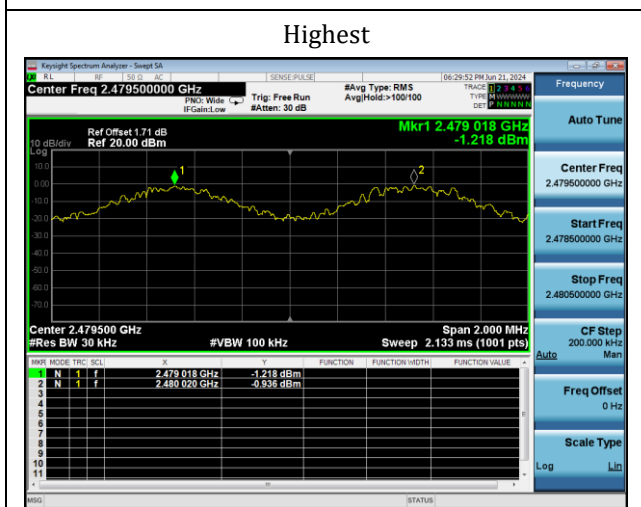 Highest
Keysight Spectrum Analyzer - Swept SA
RL RF 50 Ω AC SENSE:PULSE 06:29:52 PM Jun 21, 2024
Center Freq 2.479500000 GHz
PNO: Wide
IFGain:Low
Trig: Free Run
#Atten: 30 dB
#Avg Type: RMS
Avg|Hold:>100/100
TRACE 1 2 3 4 5 6
TYPE M WWWWW
DET P N N N N N
Ref Offset 1.71 dB
Ref 20.00 dBm
10 dB/div
Log
Mkr1 2.479 018 GHz
-1.218 dBm
10.0
0.00
-10.0
-20.0
-30.0
-40.0
-50.0
-60.0
-70.0
1
2
Center 2.479500 GHz
#Res BW 30 kHz
#VBW 100 kHz
Span 2.000 MHz
Sweep 2.133 ms (1001 pts)
MKR MODE TRC SCL X Y FUNCTION FUNCTION WIDTH FUNCTION VALUE
1 N 1 f 2.479 018 GHz -1.218 dBm
2 N 1 f 2.480 020 GHz -0.936 dBm
3
4
5
6
7
8
9
10
11
MSG
STATUS
Frequency
Auto Tune
Center Freq
2.479500000 GHz
Start Freq
2.478500000 GHz
Stop Freq
2.480500000 GHz
CF Step
200.000 kHz
Auto Man
Freq Offset
0 Hz
Scale Type
Log Lin